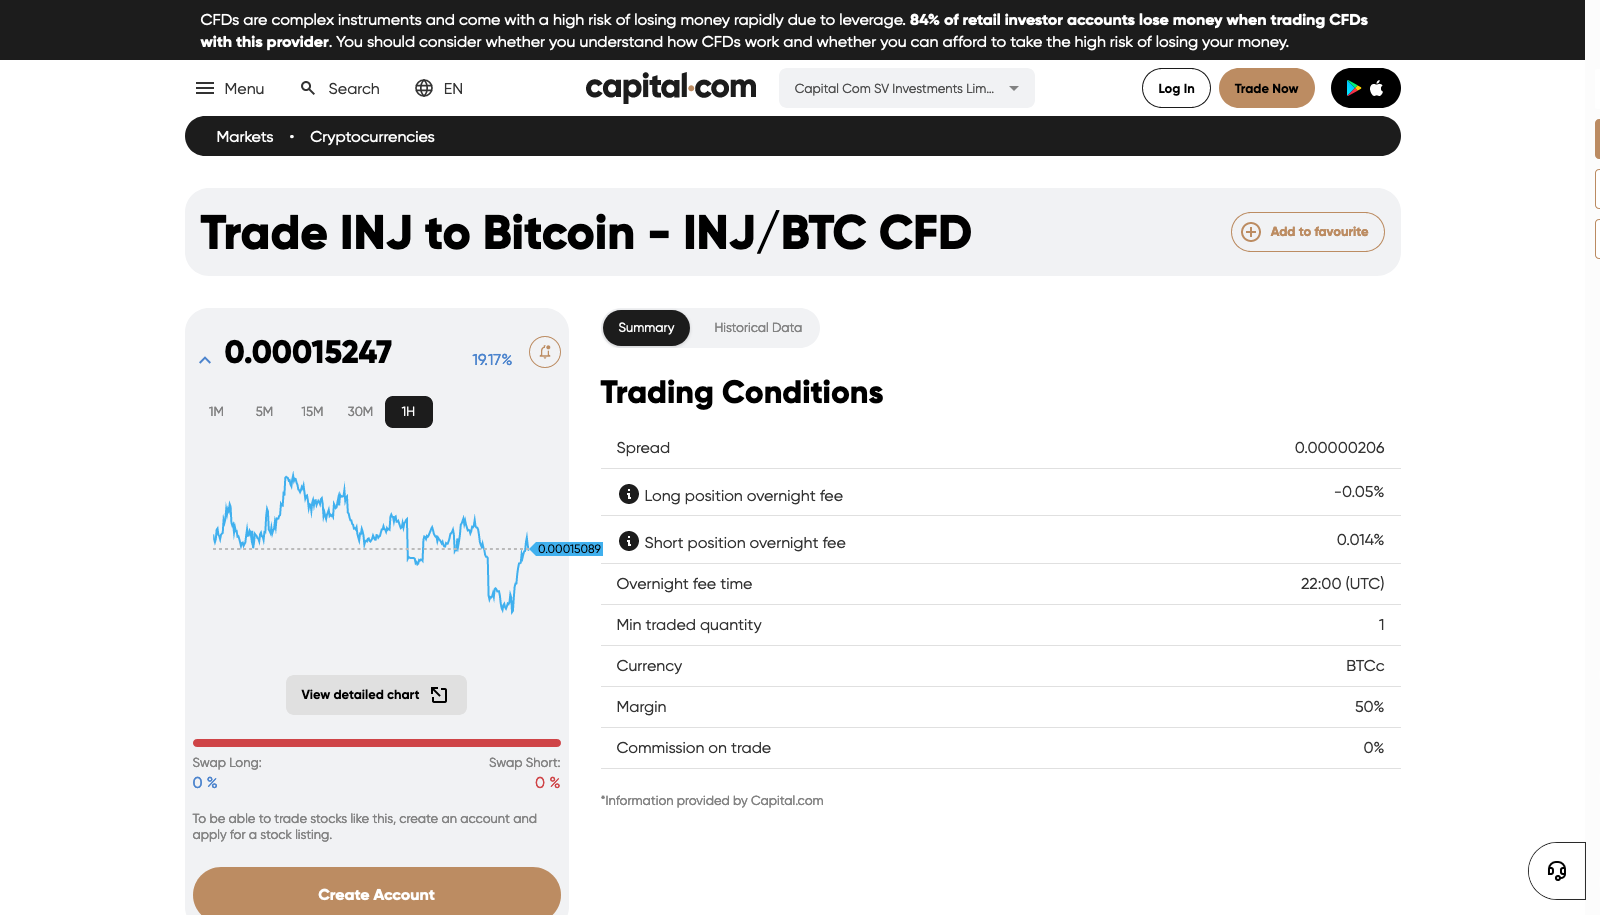 CFDs are complex instruments and come with a high risk of losing money rapidly due to leverage. 84% of retail investor accounts lose money when trading CFDs
with this provider. You should consider whether you understand how CFDs work and whether you can afford to take the high risk of losing your money.
Menu Search EN capital.com Capital Com SV Investments Lim... Log In Trade Now
Markets • Cryptocurrencies
Trade INJ to Bitcoin - INJ/BTC CFD Add to favourite
0.00015247 19.17%
1M 5M 15M 30M 1H
0.00015089
View detailed chart
Swap Long: Swap Short:
0 % 0 %
To be able to trade stocks like this, create an account and
apply for a stock listing.
Create Account
Summary Historical Data
Trading Conditions
Spread 0.00000206
Long position overnight fee -0.05%
Short position overnight fee 0.014%
Overnight fee time 22:00 (UTC)
Min traded quantity 1
Currency BTCc
Margin 50%
Commission on trade 0%
*Information provided by Capital.com